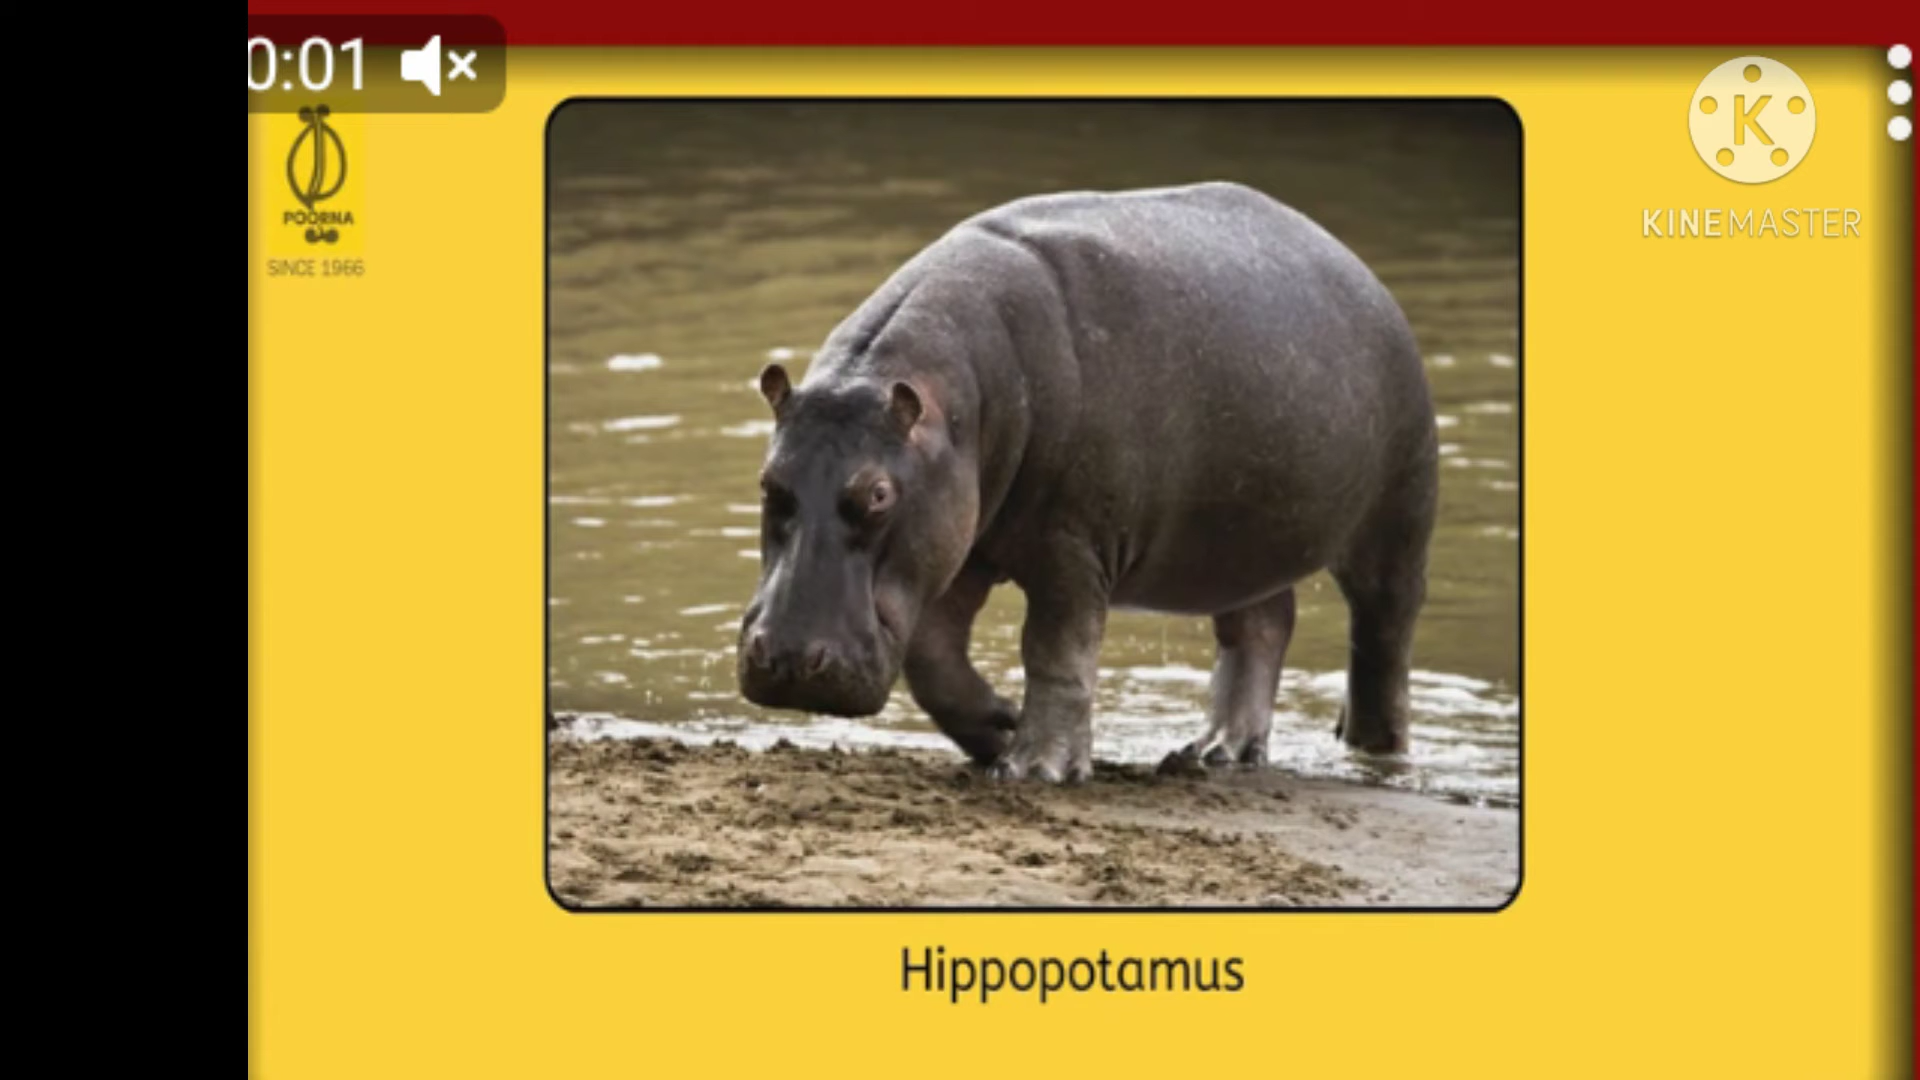 0:01
POORNA
SINCE 1966
K
KINEMASTER
Hippopotamus